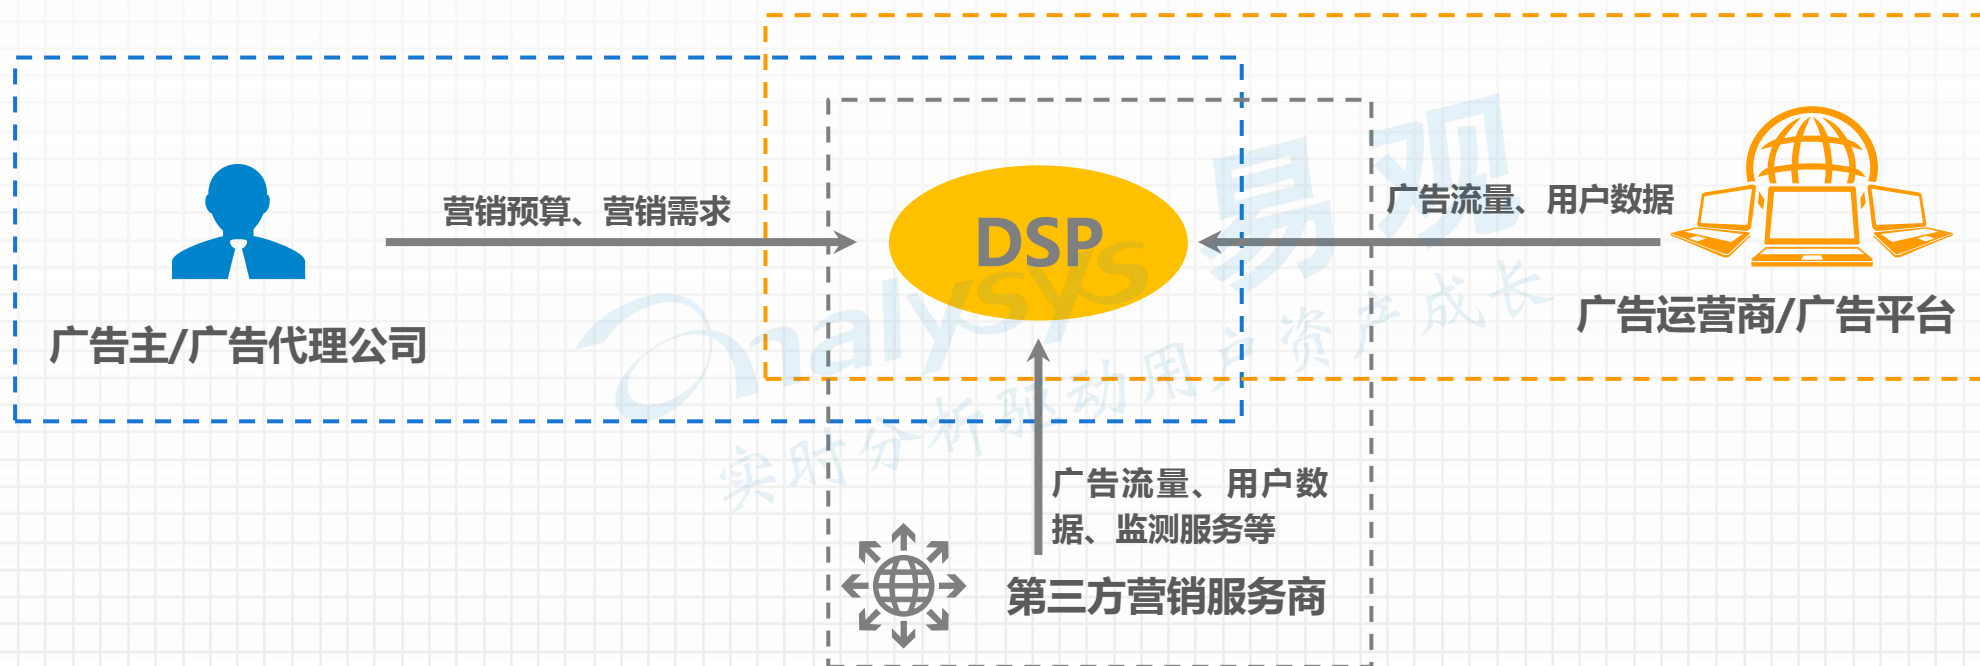 营销预算、营销需求
DSP
广告流量、用户数据
广告主/广告代理公司
广告运营商/广告平台
Analysys 易观
实时分析驱动用户资产成长
广告流量、用户数
据、监测服务等
第三方营销服务商